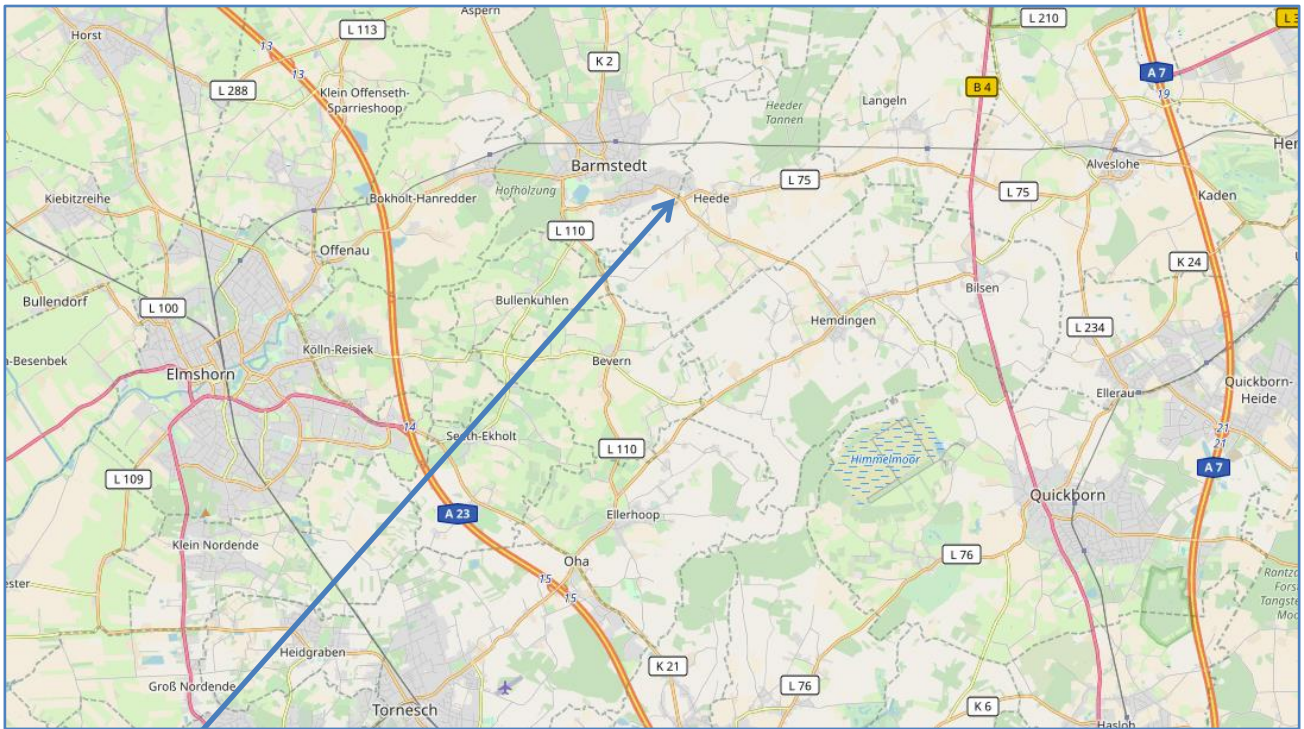 Aspern
L 113
L 210
Horst
13
K 2
13
A 7
L 288
Klein Offenseth-
Sparrieshoop
B 4
19
Heeder
Tannen
Langeln
Barmstedt
Alveslohe
L 75
Hofholzung
L 75
Kiebitzreihe
Bokholt-Hanredder
Heede
Kaden
L 110
Offenau
K 24
Bullendorf
Bullenkuhlen
Bilsen
L 100
Hemdingen
L 234
Kölln-Reisiek
Bevern
Elmshorn
Quickborn-
Heide
Ellerau
14
L 110
21
21
Himmelmoor
A 7
L 109
Quickborn
A 23
Ellerhoop
Klein Nordende
L 76
Oha
15
15
Heidgraben
K 21
Groß Nordende
L 76
Tornesch
K 6